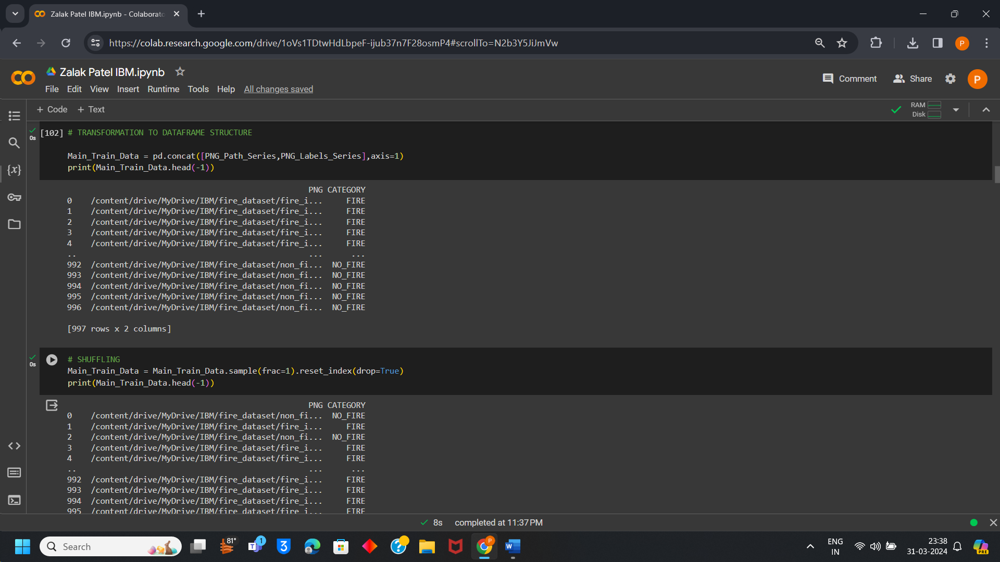 Zalak Patel IBM.ipynb - Colaborato
https://colab.research.google.com/drive/1oVs1TDtwHdLbpeF-ijub37n7F28osmP4#scrollTo=N2b3Y5JiJmVw
P
Zalak Patel IBM.ipynb
Comment
Share
P
File Edit View Insert Runtime Tools Help All changes saved
+ Code + Text
RAM
Disk
[102] # TRANSFORMATION TO DATAFRAME STRUCTURE
0s
Main_Train_Data = pd.concat([PNG_Path_Series,PNG_Labels_Series],axis=1)
print(Main_Train_Data.head(-1))
PNG CATEGORY
0 /content/drive/MyDrive/IBM/fire_dataset/fire_i... FIRE
1 /content/drive/MyDrive/IBM/fire_dataset/fire_i... FIRE
2 /content/drive/MyDrive/IBM/fire_dataset/fire_i... FIRE
3 /content/drive/MyDrive/IBM/fire_dataset/fire_i... FIRE
4 /content/drive/MyDrive/IBM/fire_dataset/fire_i... FIRE
.. ... ...
992 /content/drive/MyDrive/IBM/fire_dataset/non_fi... NO_FIRE
993 /content/drive/MyDrive/IBM/fire_dataset/non_fi... NO_FIRE
994 /content/drive/MyDrive/IBM/fire_dataset/non_fi... NO_FIRE
995 /content/drive/MyDrive/IBM/fire_dataset/non_fi... NO_FIRE
996 /content/drive/MyDrive/IBM/fire_dataset/non_fi... NO_FIRE
[997 rows x 2 columns]
# SHUFFLING
0s
Main_Train_Data = Main_Train_Data.sample(frac=1).reset_index(drop=True)
print(Main_Train_Data.head(-1))
PNG CATEGORY
0 /content/drive/MyDrive/IBM/fire_dataset/non_fi... NO_FIRE
1 /content/drive/MyDrive/IBM/fire_dataset/fire_i... FIRE
2 /content/drive/MyDrive/IBM/fire_dataset/non_fi... NO_FIRE
3 /content/drive/MyDrive/IBM/fire_dataset/fire_i... FIRE
4 /content/drive/MyDrive/IBM/fire_dataset/fire_i... FIRE
.. ... ...
992 /content/drive/MyDrive/IBM/fire_dataset/fire_i... FIRE
993 /content/drive/MyDrive/IBM/fire_dataset/fire_i... FIRE
994 /content/drive/MyDrive/IBM/fire_dataset/fire_i... FIRE
995 /content/drive/MyDrive/IBM/fire_dataset/fire_i... FIRE
8s completed at 11:37 PM
Search
81°
1
ENG
IN
23:38
31-03-2024
PRE